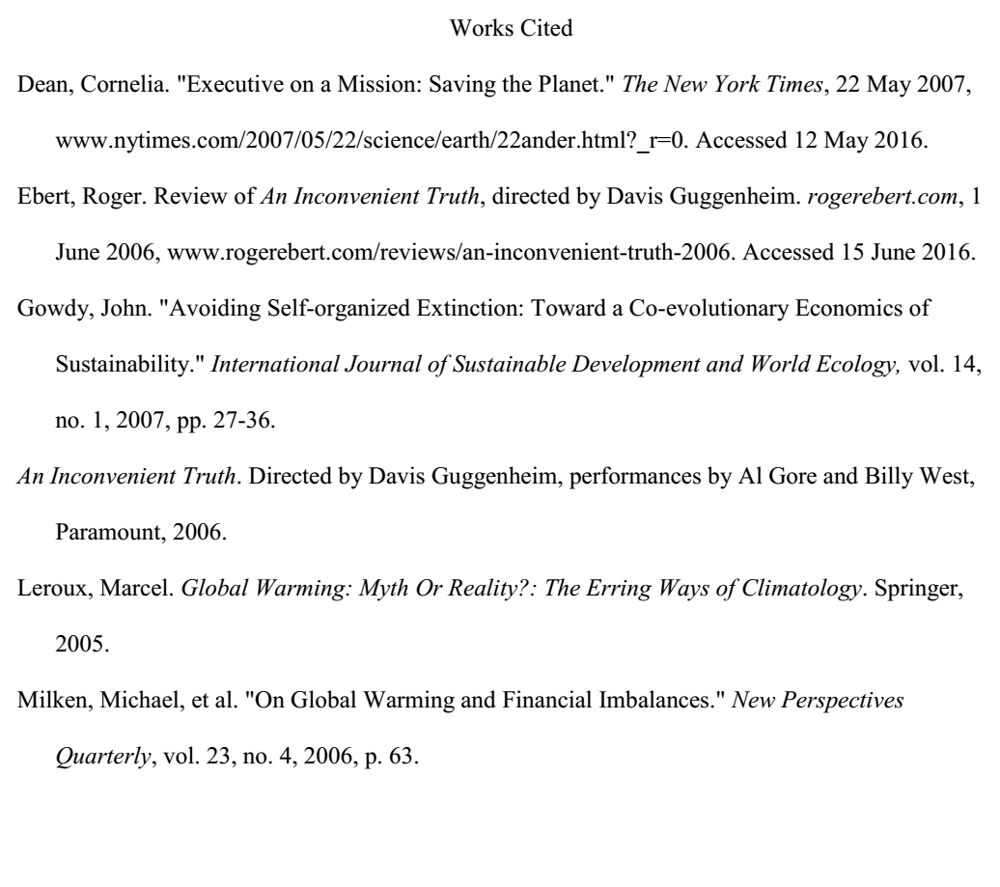 Works Cited
Dean, Cornelia. "Executive on a Mission: Saving the Planet." The New York Times, 22 May 2007,
www.nytimes.com/2007/05/22/science/earth/22ander.html?_r=0. Accessed 12 May 2016.
Ebert, Roger. Review of An Inconvenient Truth, directed by Davis Guggenheim. rogerebert.com, 1
June 2006, www.rogerebert.com/reviews/an-inconvenient-truth-2006. Accessed 15 June 2016.
Gowdy, John. "Avoiding Self-organized Extinction: Toward a Co-evolutionary Economics of
Sustainability." International Journal of Sustainable Development and World Ecology, vol. 14,
no. 1, 2007, pp. 27-36.
An Inconvenient Truth. Directed by Davis Guggenheim, performances by Al Gore and Billy West,
Paramount, 2006.
Leroux, Marcel. Global Warming: Myth Or Reality?: The Erring Ways of Climatology. Springer,
2005.
Milken, Michael, et al. "On Global Warming and Financial Imbalances." New Perspectives
Quarterly, vol. 23, no. 4, 2006, p. 63.